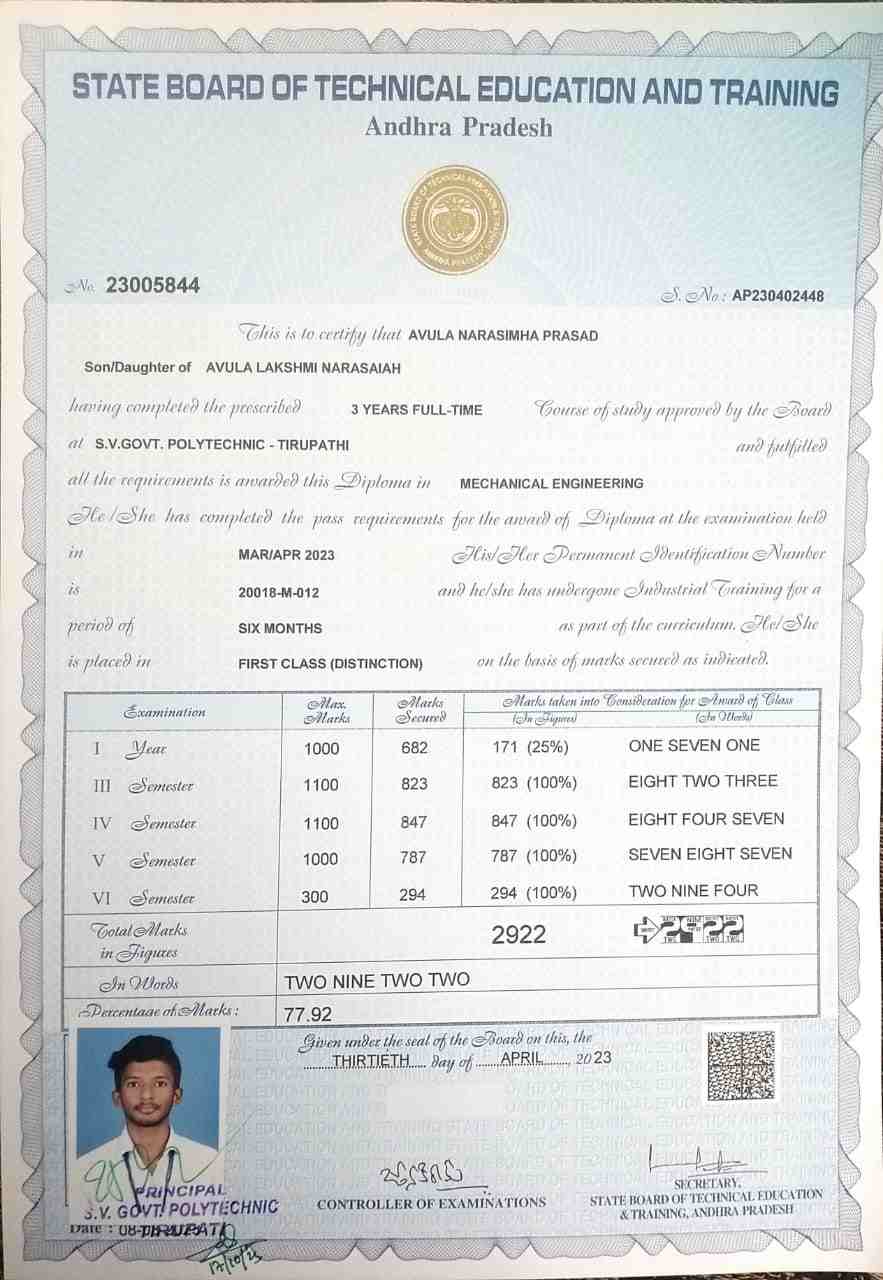 STATE BOARD OF TECHNICAL EDUCATION AND TRAINING
Andhra Pradesh
No. 23005844
S. No : AP230402448
This is to certify that AVULA NARASIMHA PRASAD
Son/Daughter of AVULA LAKSHMI NARASAIAH
having completed the prescribed 3 YEARS FULL-TIME Course of study approved by the Board
at S.V.GOVT. POLYTECHNIC - TIRUPATHI and fulfilled
all the requirements is awarded this Diploma in MECHANICAL ENGINEERING
He/She has completed the pass requirements for the award of Diploma at the examination held
in MAR/APR 2023 His/Her Permanent Identification Number
is 20018-M-012 and he/she has undergone Industrial Training for a
period of SIX MONTHS as part of the curriculum. He/She
is placed in FIRST CLASS (DISTINCTION) on the basis of marks secured as indicated.
Examination Max. Marks Marks Secured Marks taken into Consideration for Award of Class
(In Figures) (In Words)
I Year 1000 682 171 (25%) ONE SEVEN ONE
III Semester 1100 823 823 (100%) EIGHT TWO THREE
IV Semester 1100 847 847 (100%) EIGHT FOUR SEVEN
V Semester 1000 787 787 (100%) SEVEN EIGHT SEVEN
VI Semester 300 294 294 (100%) TWO NINE FOUR
Total Marks in Figures 2922
In Words TWO NINE TWO TWO
Percentage of Marks : 77.92
Given under the seal of the Board on this, the
THIRTIETH day of APRIL 2023
PRINCIPAL
S.V. GOVT. POLYTECHNIC
TIRUPATI
Date :
17/10/23
CONTROLLER OF EXAMINATIONS
SECRETARY,
STATE BOARD OF TECHNICAL EDUCATION
& TRAINING, ANDHRA PRADESH